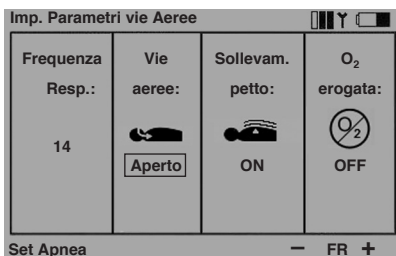 Imp. Parametri vie Aeree
Frequenza
Resp.:
14
Vie
aeree:
Aperto
Sollevam.
petto:
ON
O2
erogata:
O2
OFF
Set Apnea
− FR +